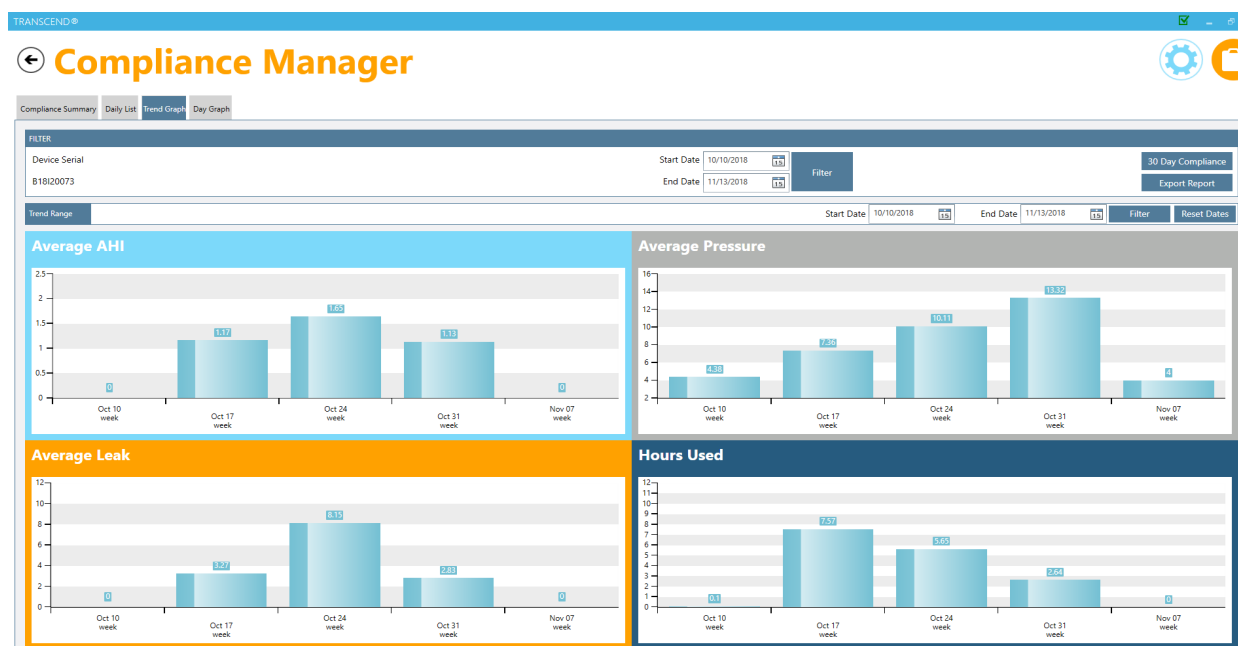 TRANSCEND®
Compliance Manager
Compliance Summary Daily List Trend Graph Day Graph
FILTER
Device Serial Start Date 10/10/2018 15 Filter 30 Day Compliance
B18I20073 End Date 11/13/2018 15 Export Report
Trend Range Start Date 10/10/2018 15 End Date 11/13/2018 15 Filter Reset Dates
Average AHI
2.5
2
1.5
1
0.5
0
0 1.17 1.65 1.13 0
Oct 10 week Oct 17 week Oct 24 week Oct 31 week Nov 07 week
Average Pressure
16
14
12
10
8
6
4
2
4.38 7.36 10.11 13.32 4
Oct 10 week Oct 17 week Oct 24 week Oct 31 week Nov 07 week
Average Leak
12
10
8
6
4
2
0
0 3.27 8.15 2.83 0
Oct 10 week Oct 17 week Oct 24 week Oct 31 week Nov 07 week
Hours Used
12
11
10
9
8
7
6
5
4
3
2
1
0
0.1 7.57 5.65 2.64 0
Oct 10 week Oct 17 week Oct 24 week Oct 31 week Nov 07 week